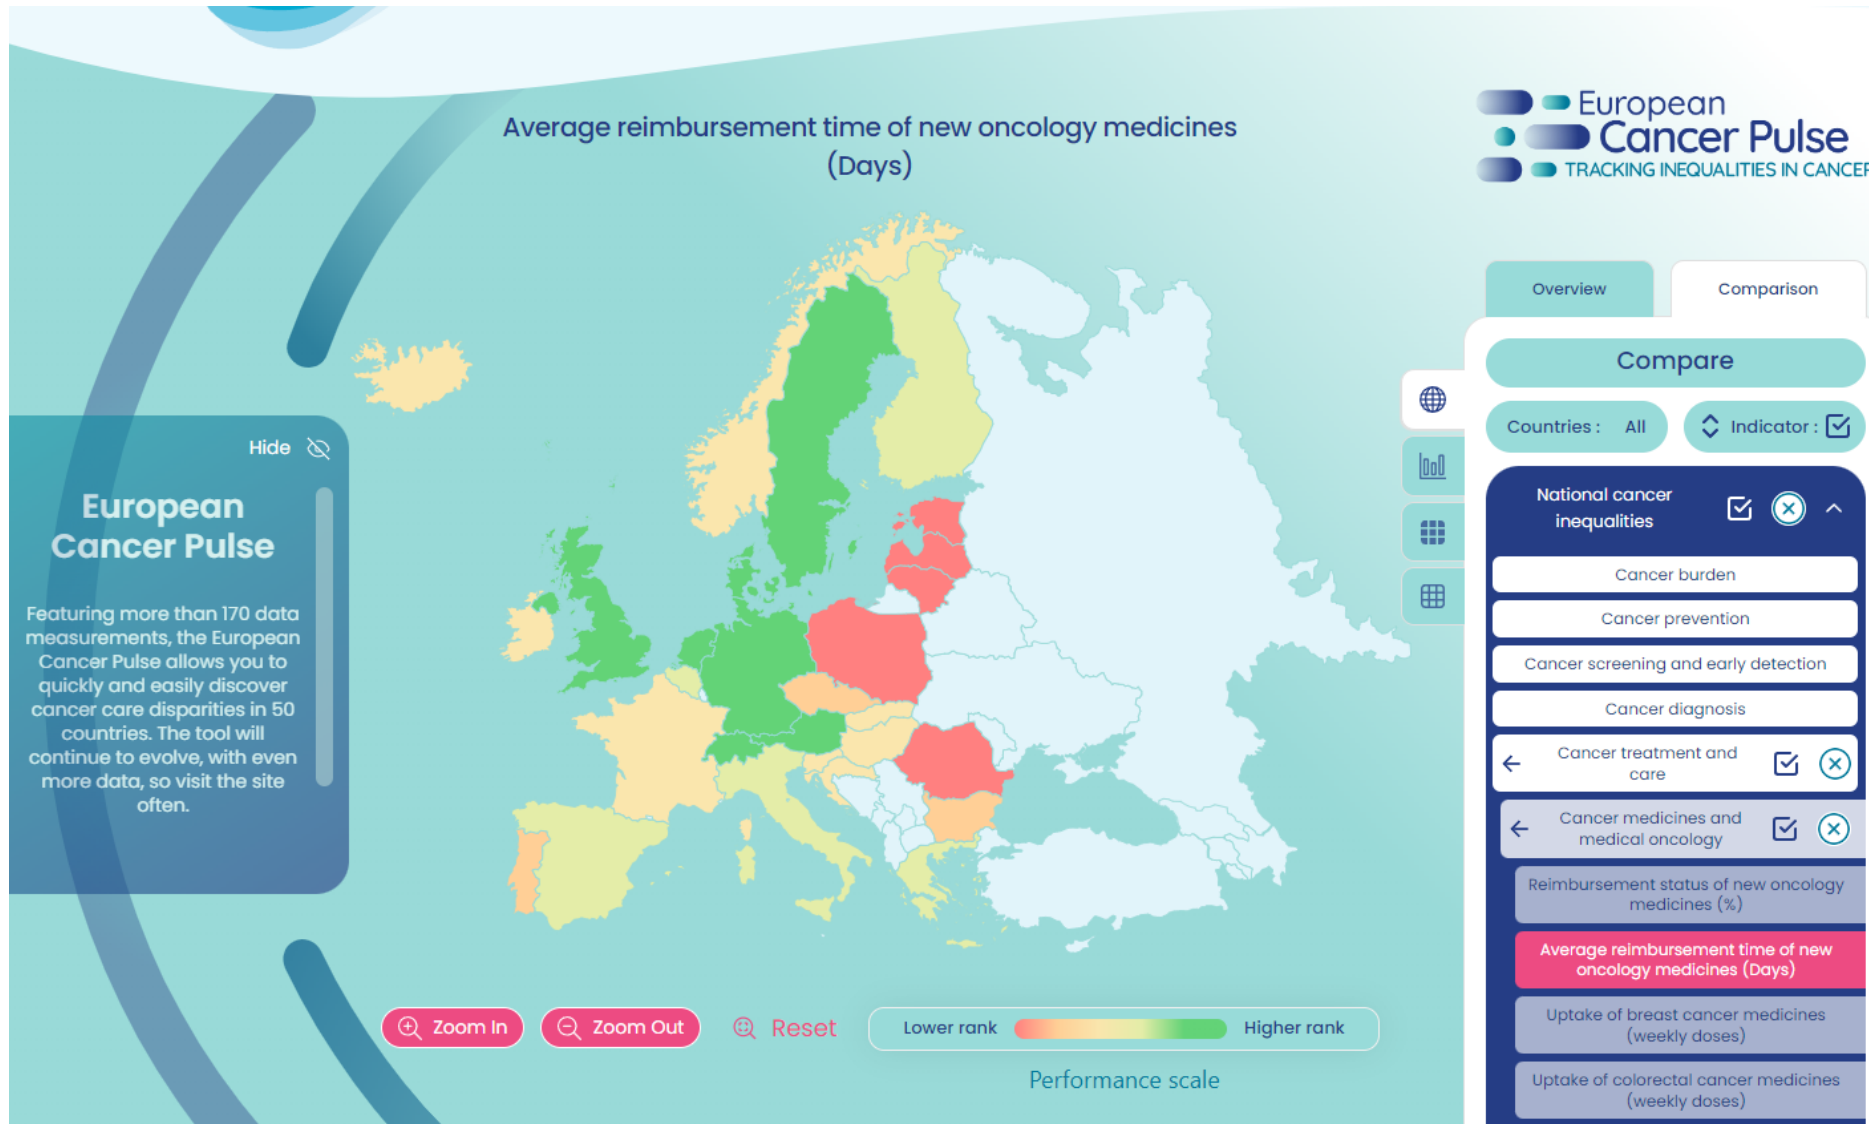 Average reimbursement time of new oncology medicines
(Days)
European
Cancer Pulse
TRACKING INEQUALITIES IN CANCER
Overview
Comparison
Compare
Countries : All
Indicator :
Hide
European
Cancer Pulse
Featuring more than 170 data
measurements, the European
Cancer Pulse allows you to
quickly and easily discover
cancer care disparities in 50
countries. The tool will
continue to evolve, with even
more data, so visit the site
often.
National cancer
inequalities
Cancer burden
Cancer prevention
Cancer screening and early detection
Cancer diagnosis
Cancer treatment and
care
Cancer medicines and
medical oncology
Reimbursement status of new oncology
medicines (%)
Average reimbursement time of new
oncology medicines (Days)
Uptake of breast cancer medicines
(weekly doses)
Uptake of colorectal cancer medicines
(weekly doses)
Zoom In
Zoom Out
Reset
Lower rank
Higher rank
Performance scale